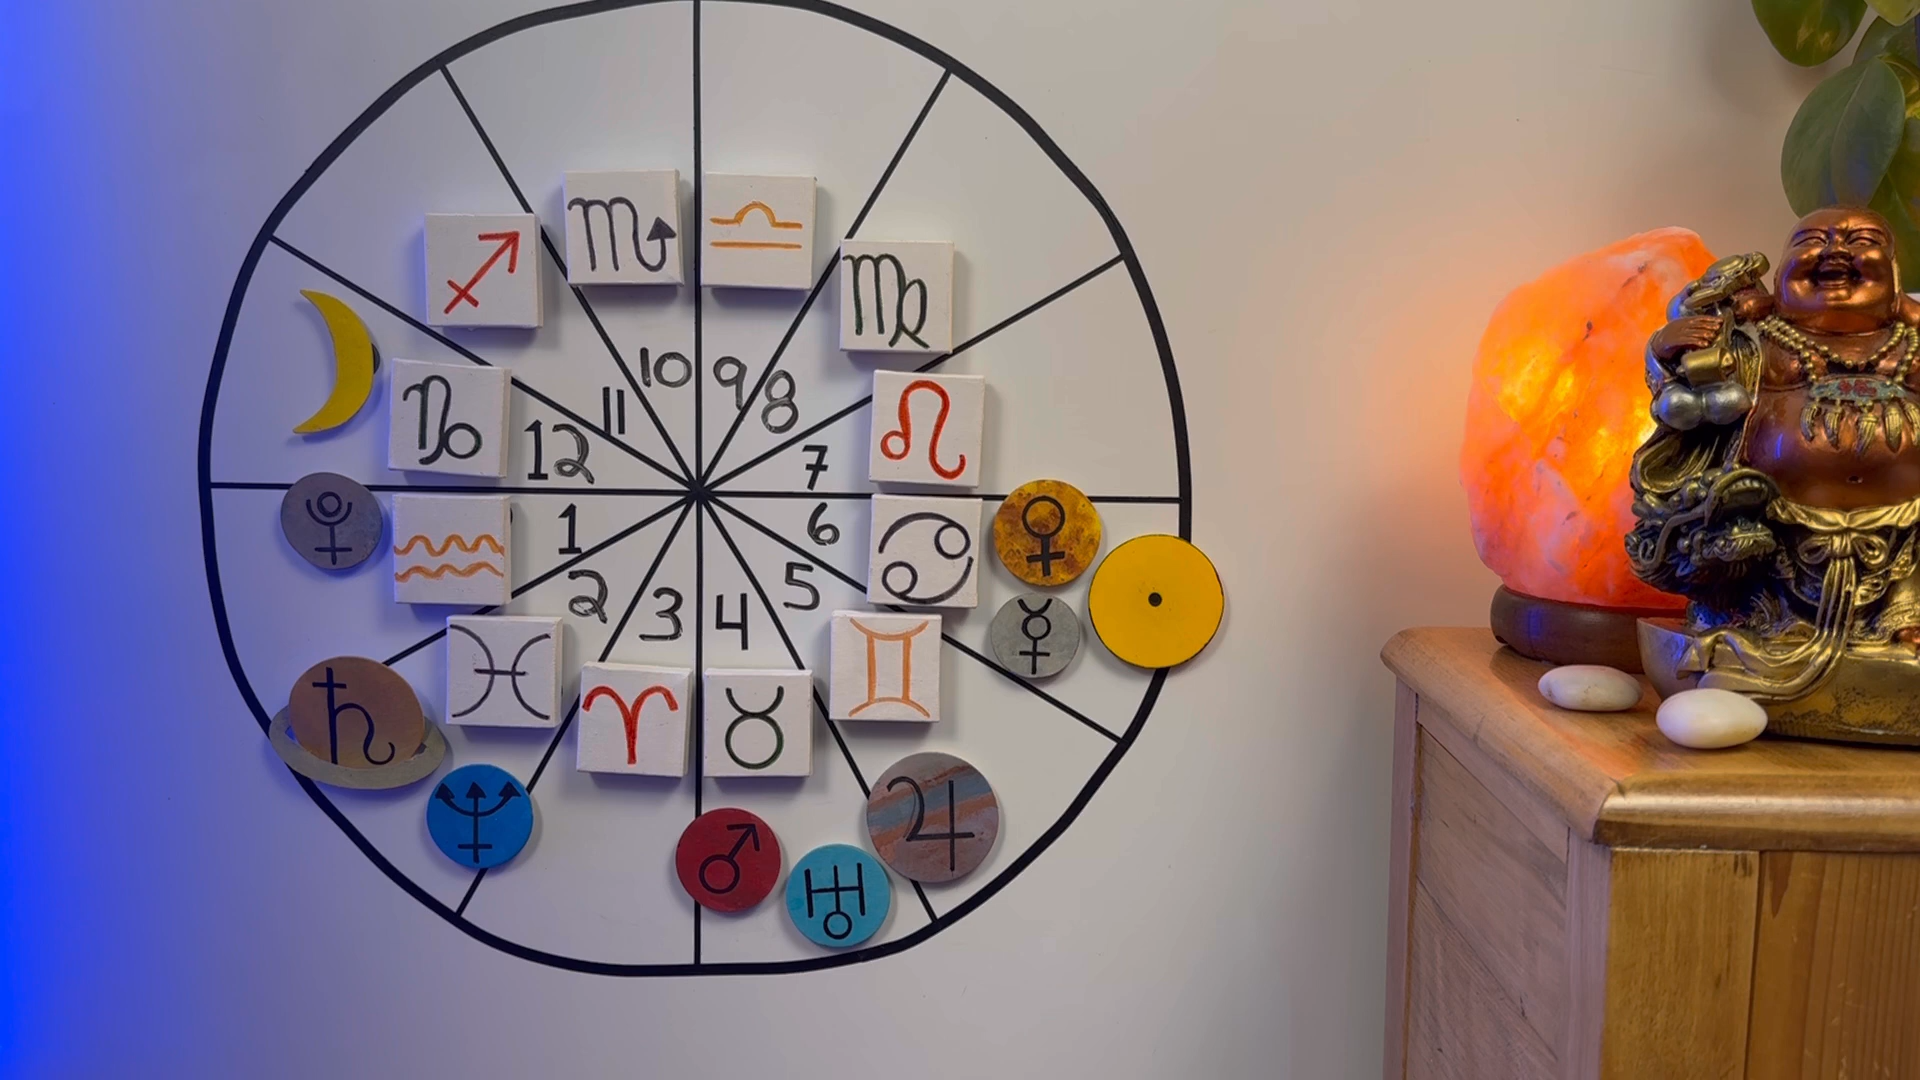 ♐ ♏ ♎ ♍
10 9 8
11
♑ 12 7 ♌
♇ ♒ 1 6 ♋ ♀
2 5 ☿ ☉
3 4
♓ ♈ ♉ ♊
♄ ♆ ♂ ♅ ♃